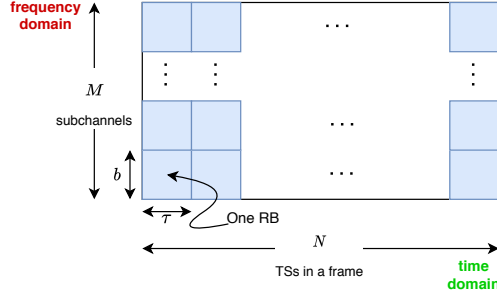 frequency
domain
. . .
M
subchannels
. . .
b
. . .
τ
One RB
N
TSs in a frame
time
domain